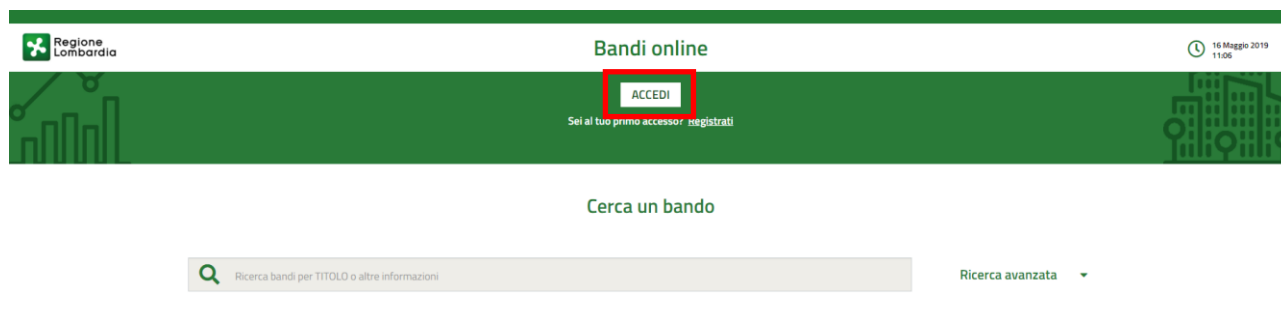 Regione
Lombardia
Bandi online
16 Maggio 2019
11:06
ACCEDI
Sei al tuo primo accesso? Registrati
Cerca un bando
Ricerca bandi per TITOLO o altre informazioni
Ricerca avanzata